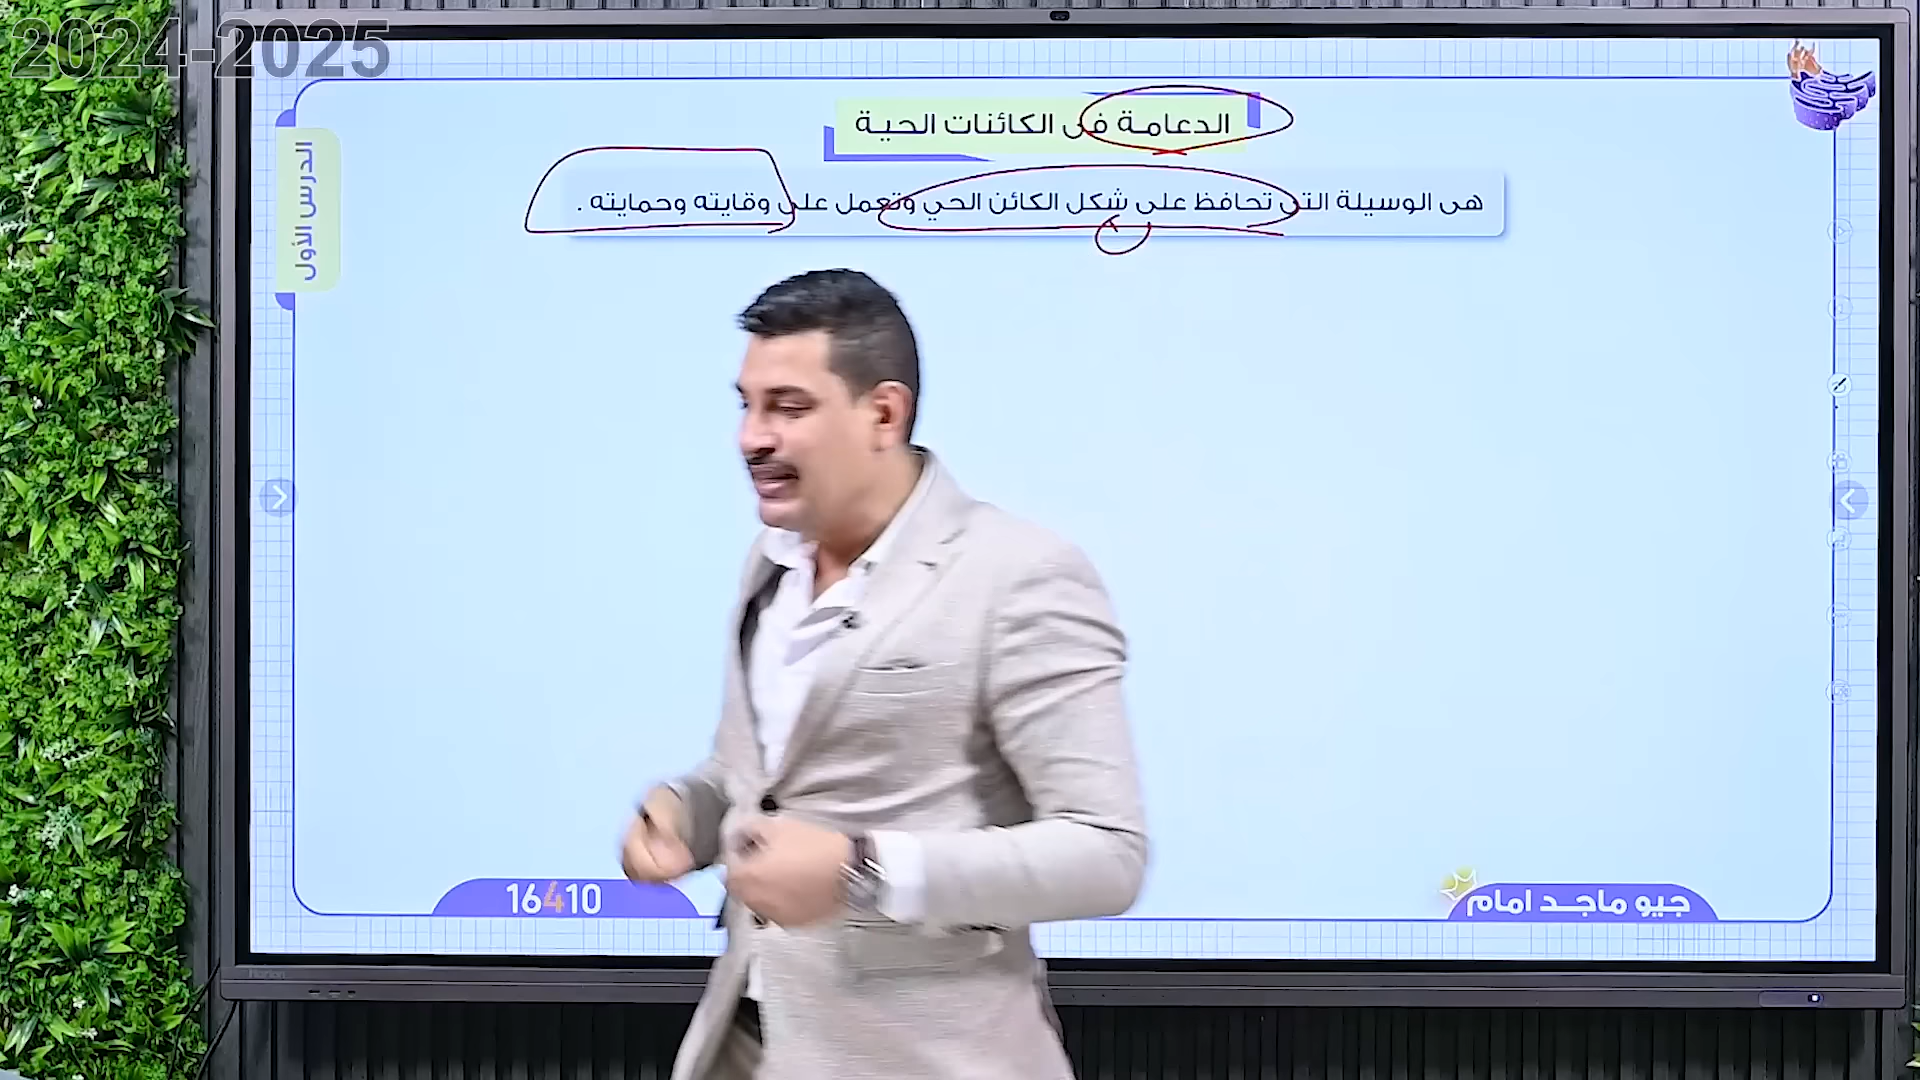 2024-2025
الدعامة فى الكائنات الحية
هى الوسيلة التى تحافظ على شكل الكائن الحي وتعمل على وقايته وحمايته .
الدرس الأول
16410
جيو ماجد امام